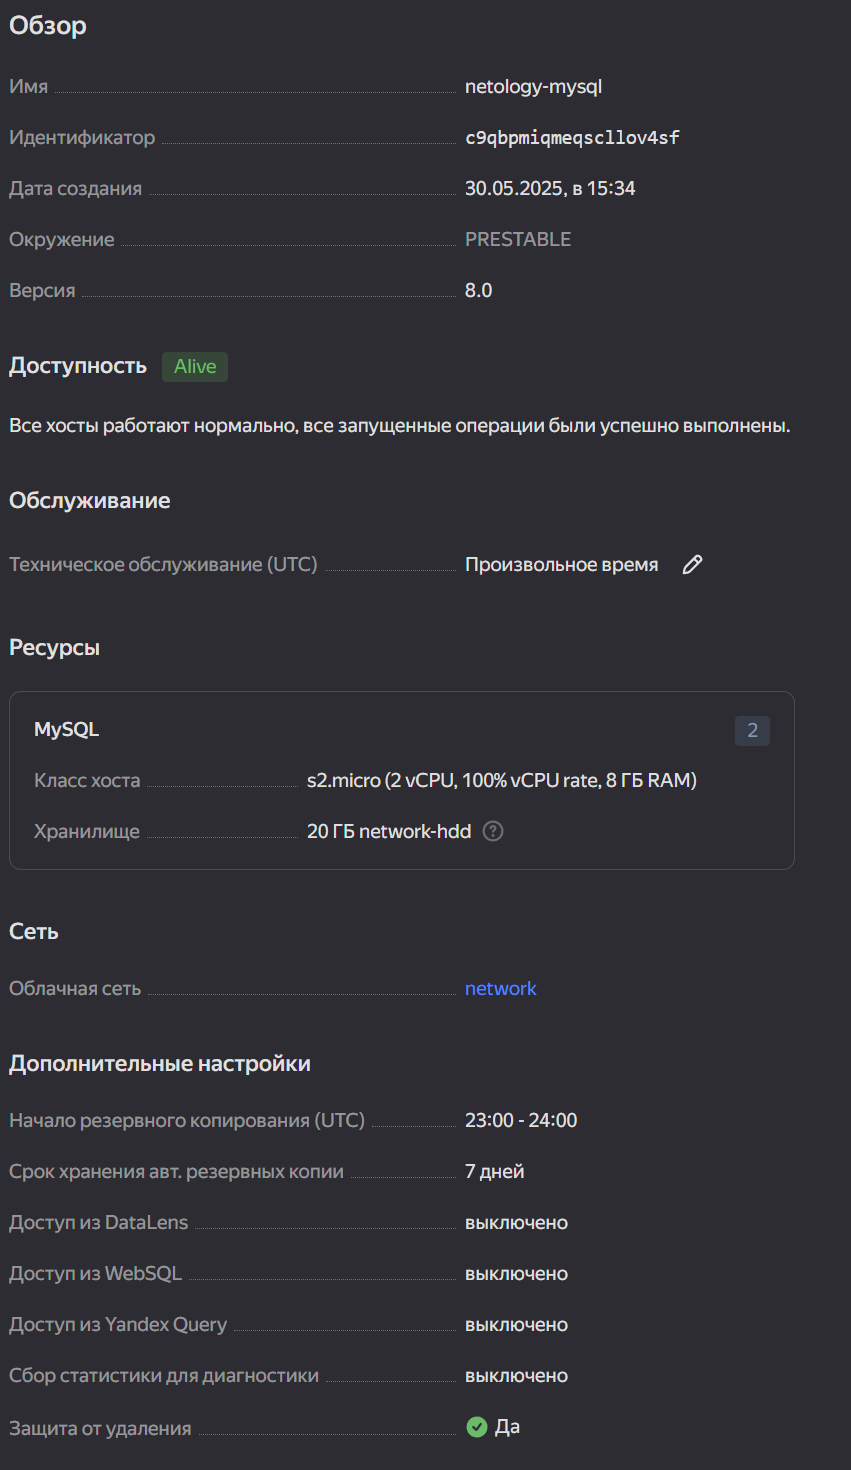 Обзор
Имя netology-mysql
Идентификатор c9qbpmiqmeqscllov4sf
Дата создания 30.05.2025, в 15:34
Окружение PRESTABLE
Версия 8.0
Доступность Alive
Все хосты работают нормально, все запущенные операции были успешно выполнены.
Обслуживание
Техническое обслуживание (UTC) Произвольное время
Ресурсы
MySQL 2
Класс хоста s2.micro (2 vCPU, 100% vCPU rate, 8 ГБ RAM)
Хранилище 20 ГБ network-hdd
Сеть
Облачная сеть network
Дополнительные настройки
Начало резервного копирования (UTC) 23:00 - 24:00
Срок хранения авт. резервных копии 7 дней
Доступ из DataLens выключено
Доступ из WebSQL выключено
Доступ из Yandex Query выключено
Сбор статистики для диагностики выключено
Защита от удаления Да